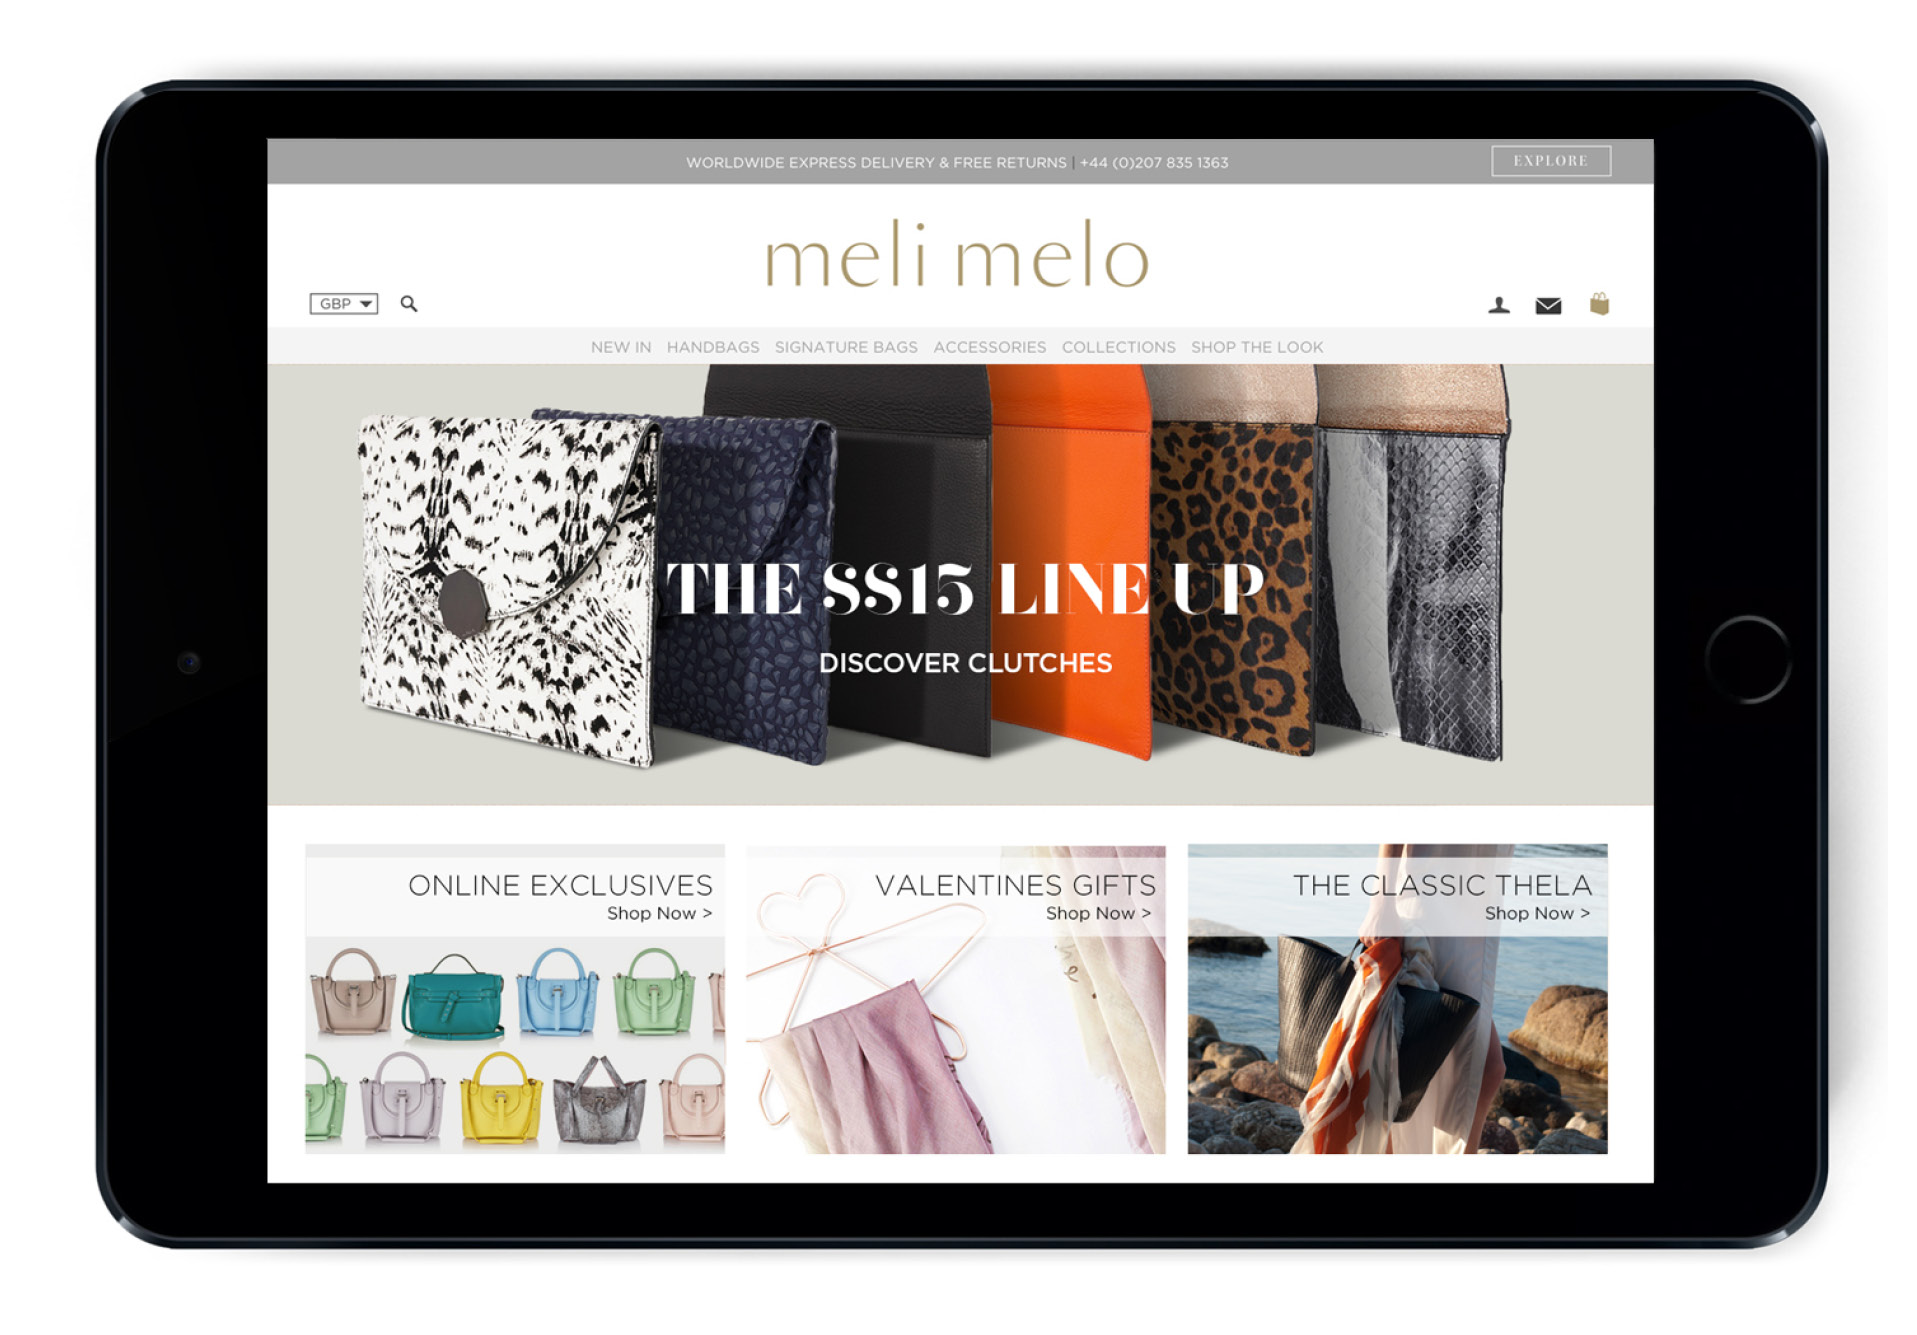 WORLDWIDE EXPRESS DELIVERY & FREE RETURNS | +44 (0)207 835 1363
EXPLORE
meli melo
GBP
NEW IN HANDBAGS SIGNATURE BAGS ACCESSORIES COLLECTIONS SHOP THE LOOK
THE SS15 LINE UP
DISCOVER CLUTCHES
ONLINE EXCLUSIVES
Shop Now >
VALENTINES GIFTS
Shop Now >
THE CLASSIC THELA
Shop Now >